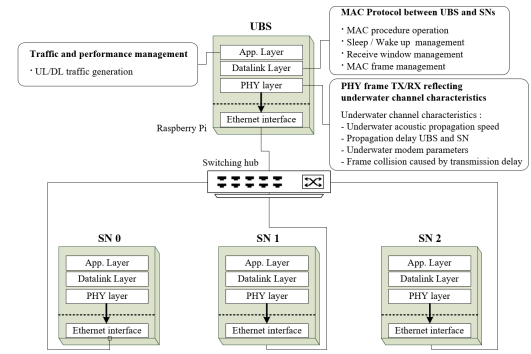 UBS
App. Layer
Datalink Layer
PHY layer
Ethernet interface
Raspberry Pi
Traffic and performance management
· UL/DL traffic generation
MAC Protocol between UBS and SNs
· MAC procedure operation
· Sleep / Wake up management
· Receive window management
· MAC frame management
PHY frame TX/RX reflecting
underwater channel characteristics
Underwater channel characteristics :
- Underwater acoustic propagation speed
- Propagation delay UBS and SN
- Underwater modem parameters
- Frame collision caused by transmission delay
Switching hub
SN 0
App. Layer
Datalink Layer
PHY layer
Ethernet interface
SN 1
App. Layer
Datalink Layer
PHY layer
Ethernet interface
SN 2
App. Layer
Datalink Layer
PHY layer
Ethernet interface